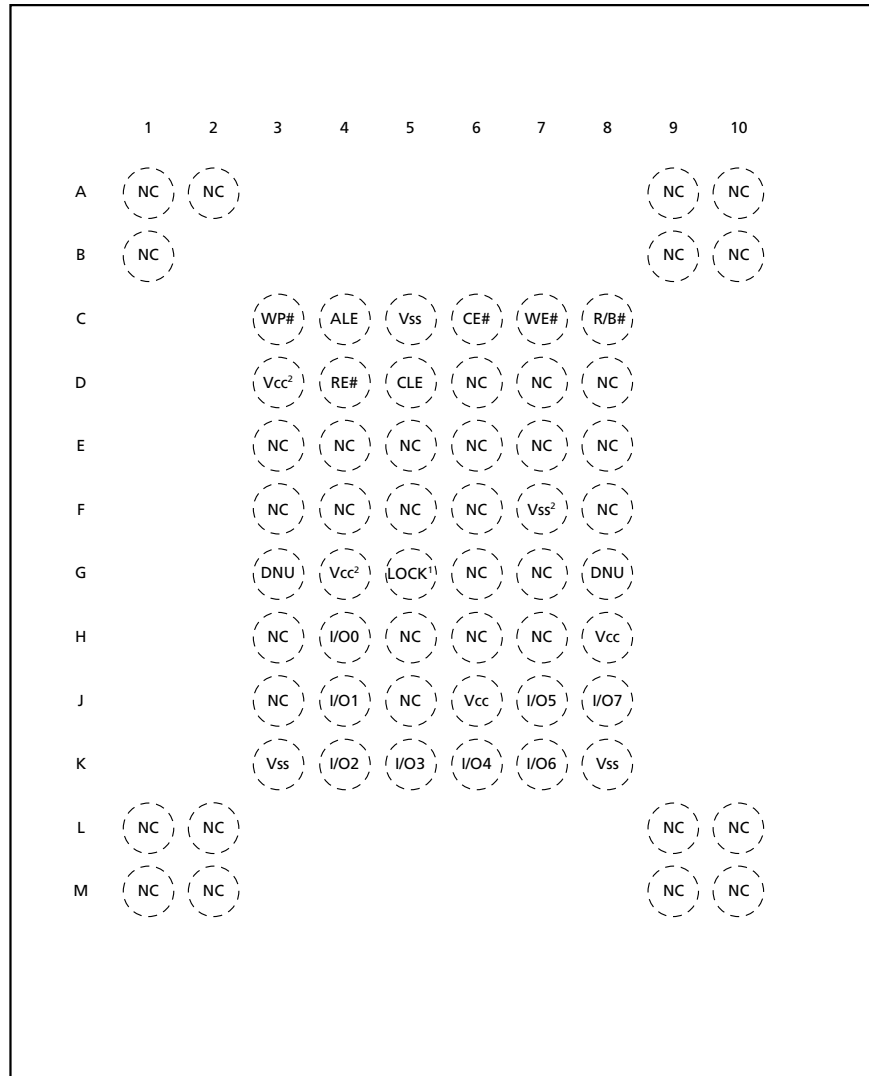 1 2 3 4 5 6 7 8 9 10
A NC NC NC NC
B NC NC NC
C WP# ALE Vss CE# WE# R/B#
D Vcc² RE# CLE NC NC NC
E NC NC NC NC NC NC
F NC NC NC NC Vss² NC
G DNU Vcc² LOCK¹ NC NC DNU
H NC I/O0 NC NC NC Vcc
J NC I/O1 NC Vcc I/O5 I/O7
K Vss I/O2 I/O3 I/O4 I/O6 Vss
L NC NC NC NC
M NC NC NC NC